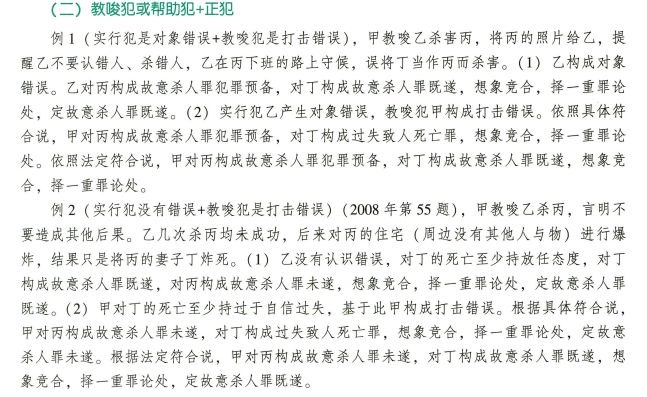 （二）教唆犯或帮助犯+正犯
例 1（实行犯是对象错误+教唆犯是打击错误），甲教唆乙杀害丙，将丙的照片给乙，提
醒乙不要认错人、杀错人，乙在丙下班的路上守候，误将丁当作丙而杀害。（1）乙构成对象
错误。乙对丙构成故意杀人罪犯罪预备，对丁构成故意杀人罪既遂，想象竞合，择一重罪论
处，定故意杀人罪既遂。（2）实行犯乙产生对象错误，教唆犯甲构成打击错误。依照具体符
合说，甲对丙构成故意杀人罪犯罪预备，对丁构成过失致人死亡罪，想象竞合，择一重罪论
处。依照法定符合说，甲对丙构成故意杀人罪犯罪预备，对丁构成故意杀人罪既遂，想象竞
合，择一重罪论处。
例 2（实行犯没有错误+教唆犯是打击错误）（2008 年第 55 题），甲教唆乙杀丙，言明不
要造成其他后果。乙几次杀丙均未成功，后来对丙的住宅（周边没有其他人与物）进行爆
炸，结果只是将丙的妻子丁炸死。（1）乙没有认识错误，对丁的死亡至少持放任态度，对丁
构成故意杀人罪既遂，对丙构成故意杀人罪未遂，想象竞合，择一重罪论处，定故意杀人罪
既遂。（2）甲对丁的死亡至少持过于自信过失，基于此甲构成打击错误。根据具体符合说，
甲对丙构成故意杀人罪未遂，对丁构成过失致人死亡罪，想象竞合，择一重罪论处，定故意
杀人罪未遂。根据法定符合说，甲对丙构成故意杀人罪未遂，对丁构成故意杀人罪既遂，想
象竞合，择一重罪论处，定故意杀人罪既遂。